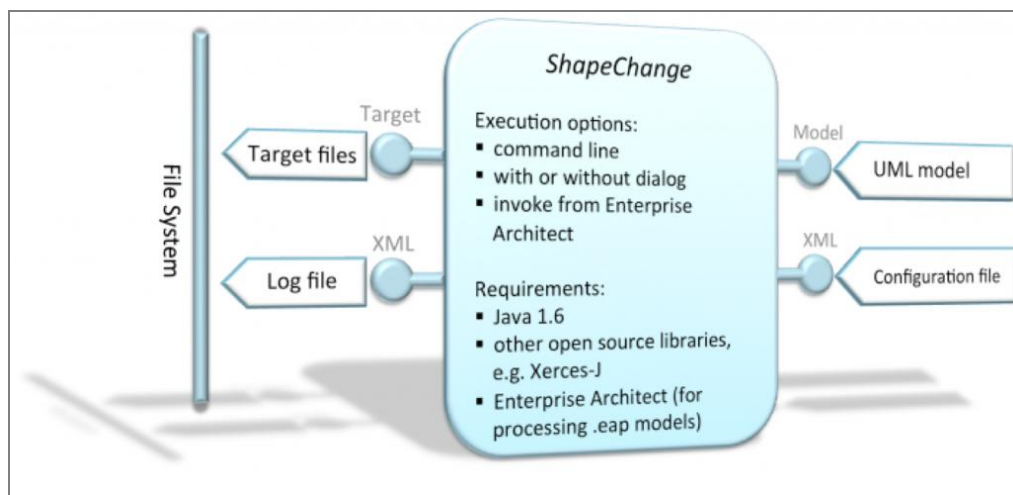 ShapeChange
Target
Target files
XML
Log file
File System
Execution options:
▪ command line
▪ with or without dialog
▪ invoke from Enterprise
Architect
Requirements:
▪ Java 1.6
▪ other open source libraries,
e.g. Xerces-J
▪ Enterprise Architect (for
processing .eap models)
Model
UML model
XML
Configuration file